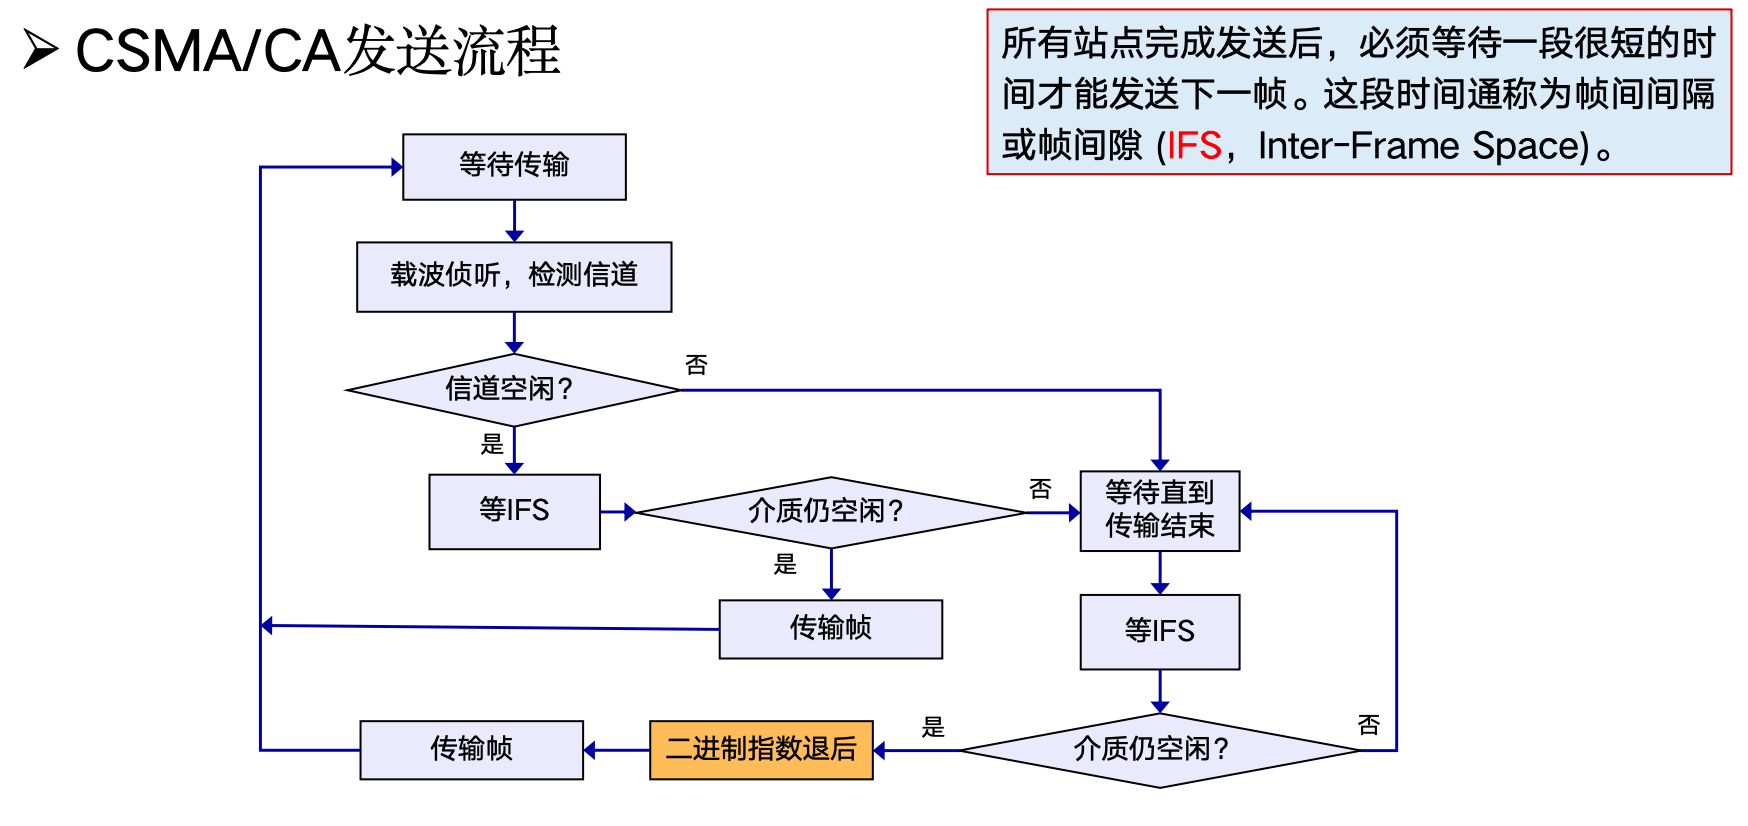 ➢ CSMA/CA发送流程
所有站点完成发送后，必须等待一段很短的时
间才能发送下一帧。这段时间通称为帧间间隔
或帧间隙 (IFS，Inter-Frame Space)。
等待传输
载波侦听，检测信道
信道空闲？
否
是
等IFS
介质仍空闲？
否
等待直到
传输结束
是
传输帧
等IFS
传输帧
二进制指数退后
是
介质仍空闲？
否